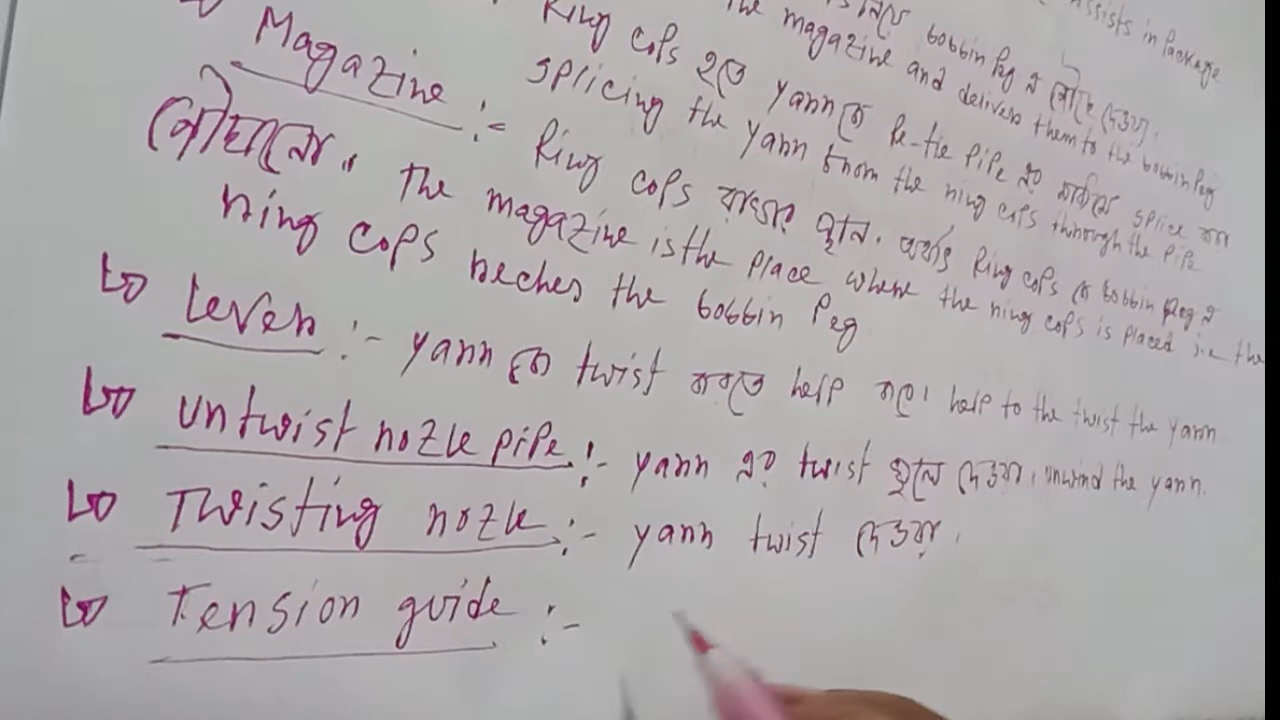 assists in package
bobbin peg এ পৌঁছে দেওয়া।
the magazine and delivers them to the bobbin peg
Ring cops হতে yarn কে Re-tie pipe এর মাধ্যমে splice করা
splicing the yarn from the ring cops through the pipe
Magazine :- Ring cops রাখার স্থান। অর্থাৎ Ring cops কে bobbin peg এ
পৌঁছানোর। The magazine is the place where the ring cops is placed i.e the
ring cops reches the bobbin peg
Lever :- yarn কে twist করতে help করে। help to the twist the yarn
untwist nozle pipe :- yarn এর twist খুলে দেওয়া। unwind the yarn.
Twisting nozle :- yarn twist দেওয়া।
Tension guide :-